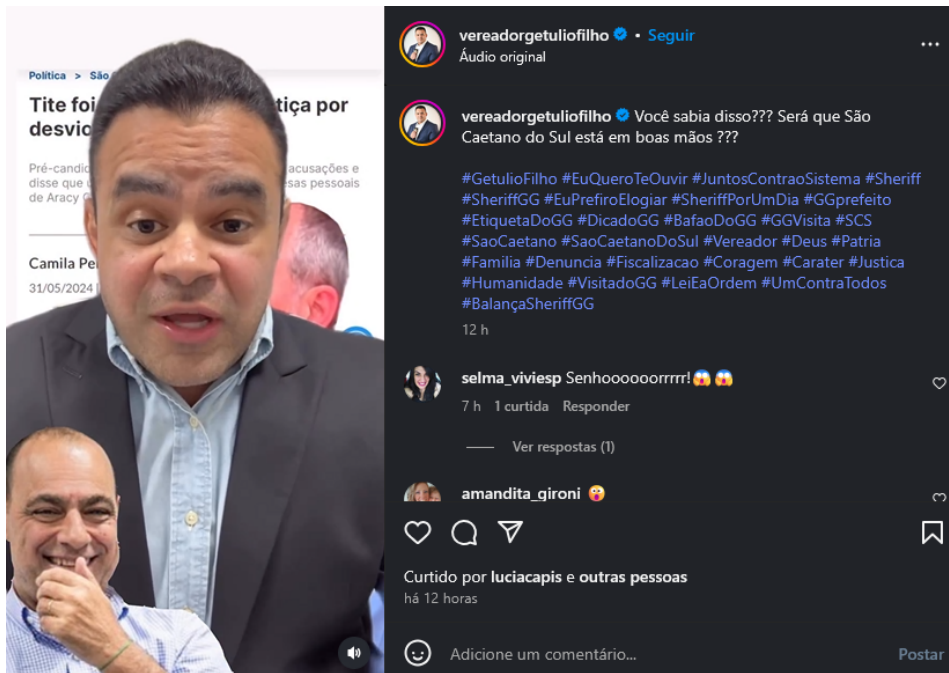 Política > São
Tite foi tiça por
desvio
Pré-candid acusações e
disse que esas pessoais
de Aracy
Camila Pe
31/05/2024
vereadorgetuliofilho • Seguir
Áudio original
vereadorgetuliofilho Você sabia disso??? Será que São
Caetano do Sul está em boas mãos ???
#GetulioFilho #EuQueroTeOuvir #JuntosContraoSistema #Sheriff
#SheriffGG #EuPrefiroElogiar #SheriffPorUmDia #GGprefeito
#EtiquetaDoGG #DicadoGG #BafaoDoGG #GGVisita #SCS
#SaoCaetano #SaoCaetanoDoSul #Vereador #Deus #Patria
#Familia #Denuncia #Fiscalizacao #Coragem #Carater #Justica
#Humanidade #VisitadoGG #LeiEaOrdem #UmContraTodos
#BalançaSheriffGG
12 h
selma_viviesp Senhoooooorrrrr!😱😱
7 h 1 curtida Responder
Ver respostas (1)
amandita_gironi 😲
Curtido por luciacapis e outras pessoas
há 12 horas
Adicione um comentário... Postar